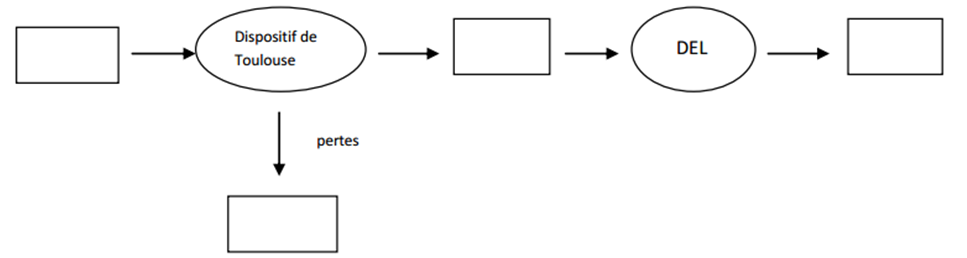 Dispositif de
Toulouse
DEL
pertes